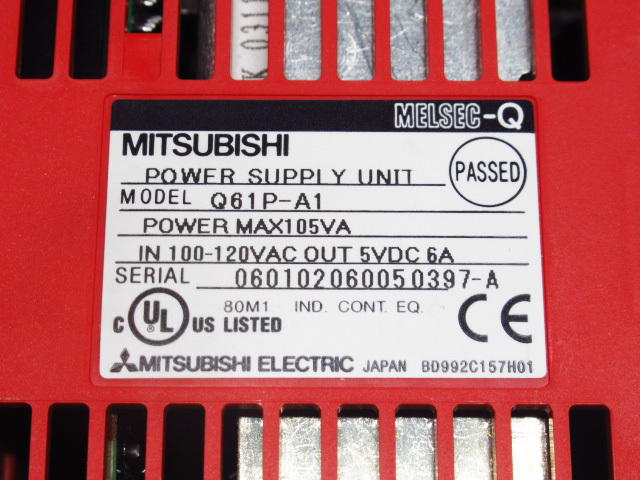 K 0311
MELSEC-Q
MITSUBISHI
PASSED
POWER SUPPLY UNIT
MODEL Q61P-A1
POWER MAX105VA
IN 100-120VAC OUT 5VDC 6A
SERIAL 060102060050397-A
C UL US LISTED 80M1 IND. CONT. EQ. CE
MITSUBISHI ELECTRIC JAPAN BD992C157H01